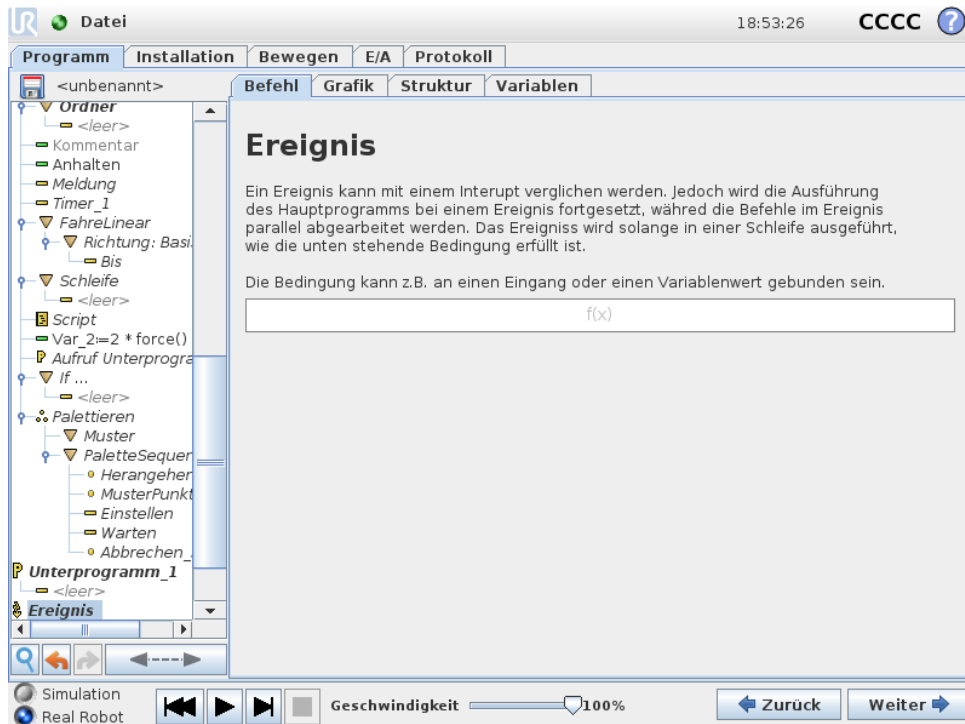 UR Datei 18:53:26 CCCC ?
Programm Installation Bewegen E/A Protokoll
<unbenannt> Befehl Grafik Struktur Variablen
Ordner
<leer>
Kommentar
Anhalten
Meldung
Timer_1
FahreLinear
Richtung: Basi
Bis
Schleife
<leer>
Script
Var_2:=2 * force()
Aufruf Unterprogra
If ...
<leer>
Palettieren
Muster
PaletteSequen
Herangehen
MusterPunkt
Einstellen
Warten
Abbrechen_
Unterprogramm_1
<leer>
Ereignis
Ereignis
Ein Ereignis kann mit einem Interupt verglichen werden. Jedoch wird die Ausführung
des Hauptprogramms bei einem Ereignis fortgesetzt, währed die Befehle im Ereignis
parallel abgearbeitet werden. Das Ereigniss wird solange in einer Schleife ausgeführt,
wie die unten stehende Bedingung erfüllt ist.
Die Bedingung kann z.B. an einen Eingang oder einen Variablenwert gebunden sein.
f(x)
Simulation
Real Robot
Geschwindigkeit 100%
Zurück Weiter